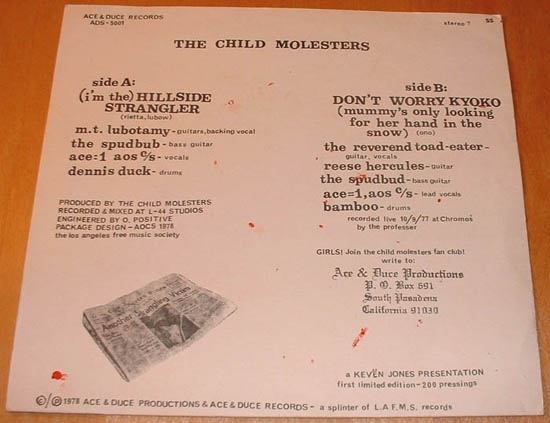 ACE & DUCE RECORDS
ADS-5001
stereo?
SS
THE CHILD MOLESTERS
side A:
(i'm the) HILLSIDE
STRANGLER
(rietta, lubow)
m.t. lubotamy - guitars, backing vocal
the spudbub - bass guitar
ace=1 aos c/s - vocals
dennis duck - drums
PRODUCED BY THE CHILD MOLESTERS
RECORDED & MIXED AT L-44 STUDIOS
ENGINEERED BY O. POSITIVE
PACKAGE DESIGN - AOCS 1978
the los angeles free music society
side B:
DON'T WORRY KYOKO
(mummy's only looking
for her hand in the
snow) (ono)
the reverend toad-eater-
guitar, vocals
reese hercules - guitar
the spudbud - bass guitar
ace=1, aos c/s - lead vocals
bamboo - drums
recorded live 10/9/77 at Chromos
by the professor
GIRLS! Join the child molesters fan club!
write to:
Ace & Duce Productions
P. O. Box 691
South Pasadena
California 91030
Another
Strangling Victim
a KEVEN JONES PRESENTATION
first limited edition - 200 pressings
©/℗ 1978 ACE & DUCE PRODUCTIONS & ACE & DUCE RECORDS - a splinter of L.A.F.M.S. records